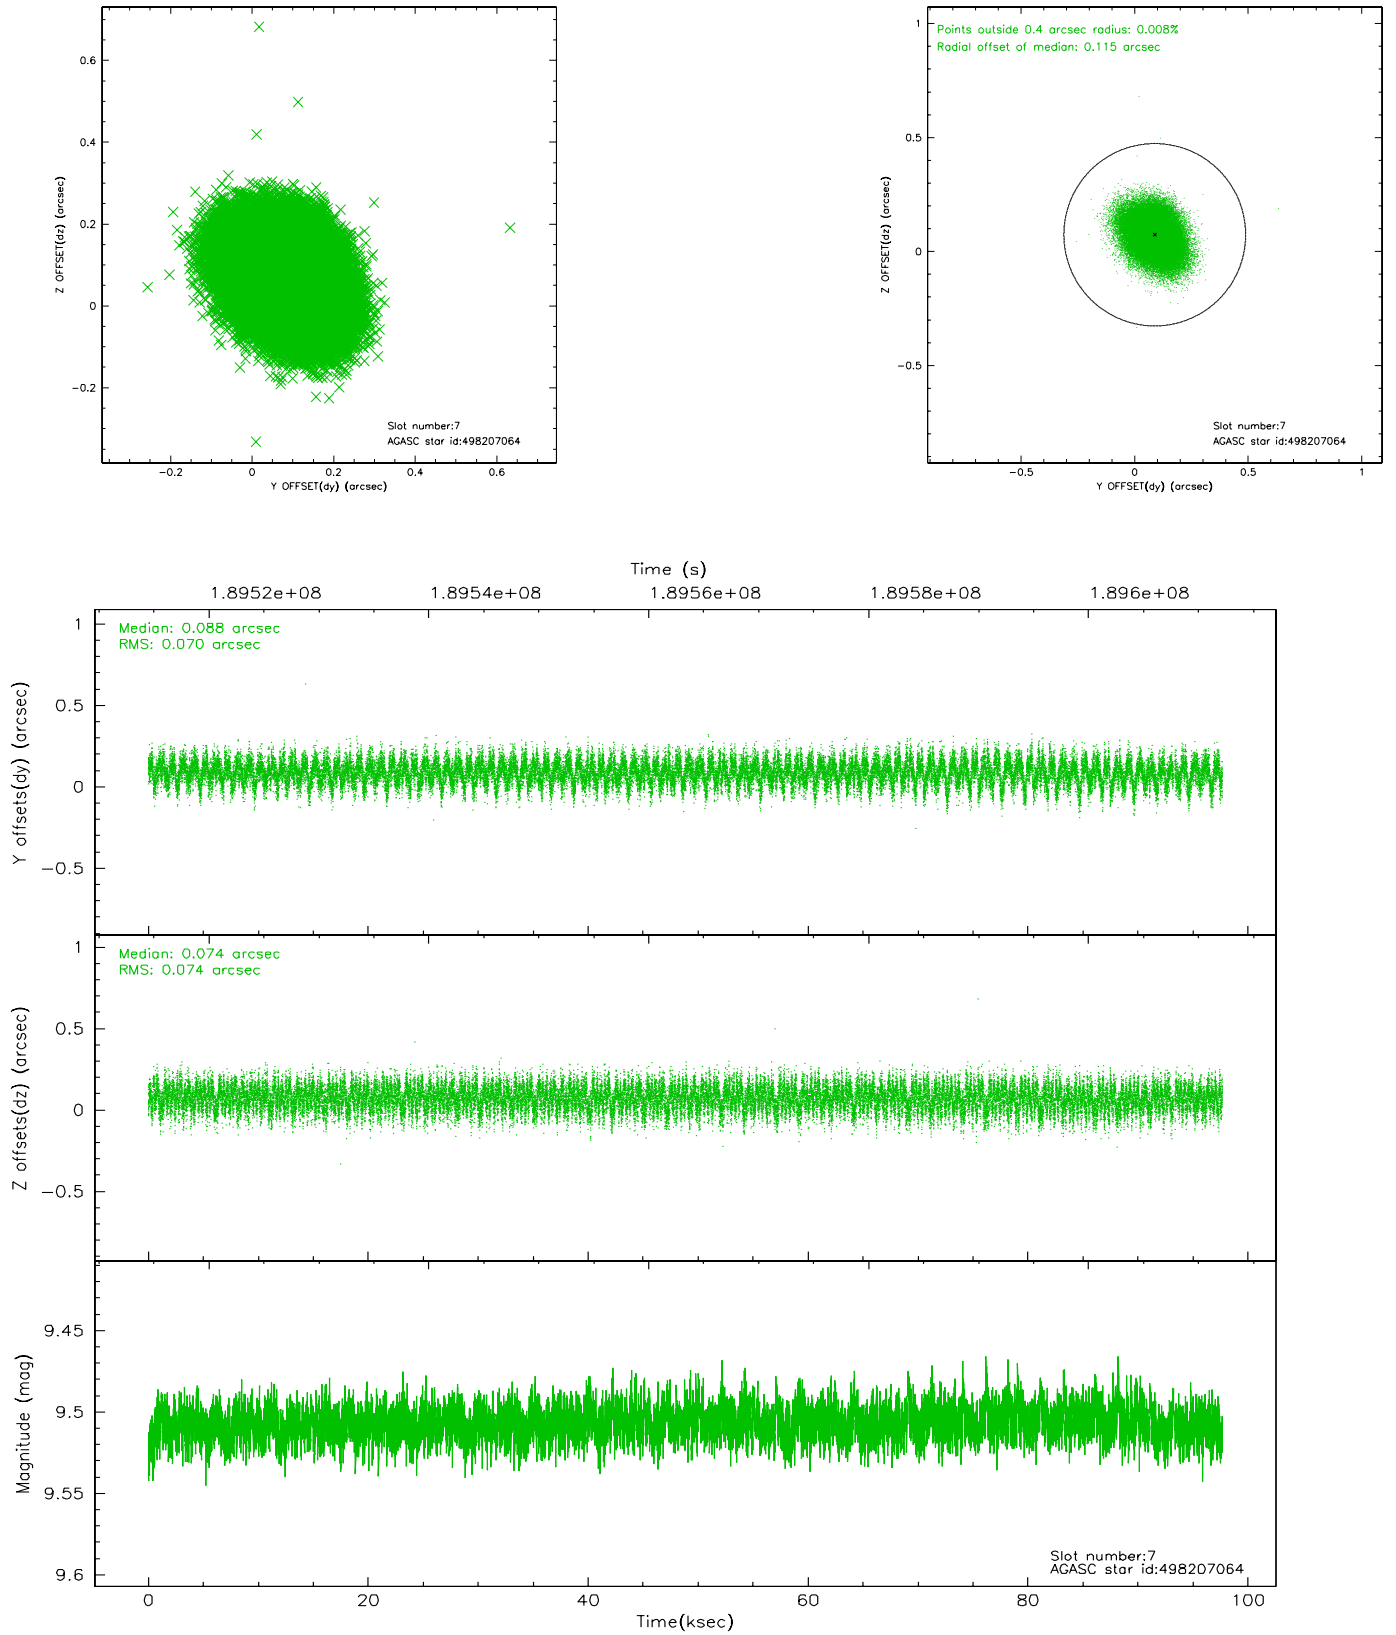 0.6
0.4
0.2
0
−0.2
Z OFFSET(dz) (arcsec)
Slot number:7
AGASC star id:498207064
−0.2 0 0.2 0.4 0.6
Y OFFSET(dy) (arcsec)
Points outside 0.4 arcsec radius: 0.008%
Radial offset of median: 0.115 arcsec
1
0.5
0
−0.5
Z OFFSET(dz) (arcsec)
Slot number:7
AGASC star id:498207064
−0.5 0 0.5 1
Y OFFSET(dy) (arcsec)
Time (s)
1.8952e+08 1.8954e+08 1.8956e+08 1.8958e+08 1.896e+08
Median: 0.088 arcsec
RMS: 0.070 arcsec
1
0.5
0
−0.5
Y offsets(dy) (arcsec)
Median: 0.074 arcsec
RMS: 0.074 arcsec
1
0.5
0
−0.5
Z offsets(dz) (arcsec)
9.45
9.5
9.55
9.6
Magnitude (mag)
Slot number:7
AGASC star id:498207064
0 20 40 60 80 100
Time(ksec)